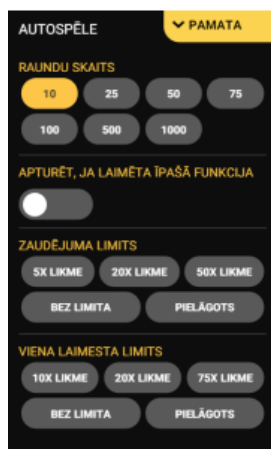 AUTOSPĒLE
PAMATA
RAUNDU SKAITS
10 25 50 75
100 500 1000
APTURĒT, JA LAIMĒTA ĪPAŠĀ FUNKCIJA
ZAUDĒJUMA LIMITS
5X LIKME 20X LIKME 50X LIKME
BEZ LIMITA PIELĀGOTS
VIENA LAIMESTA LIMITS
10X LIKME 20X LIKME 75X LIKME
BEZ LIMITA PIELĀGOTS